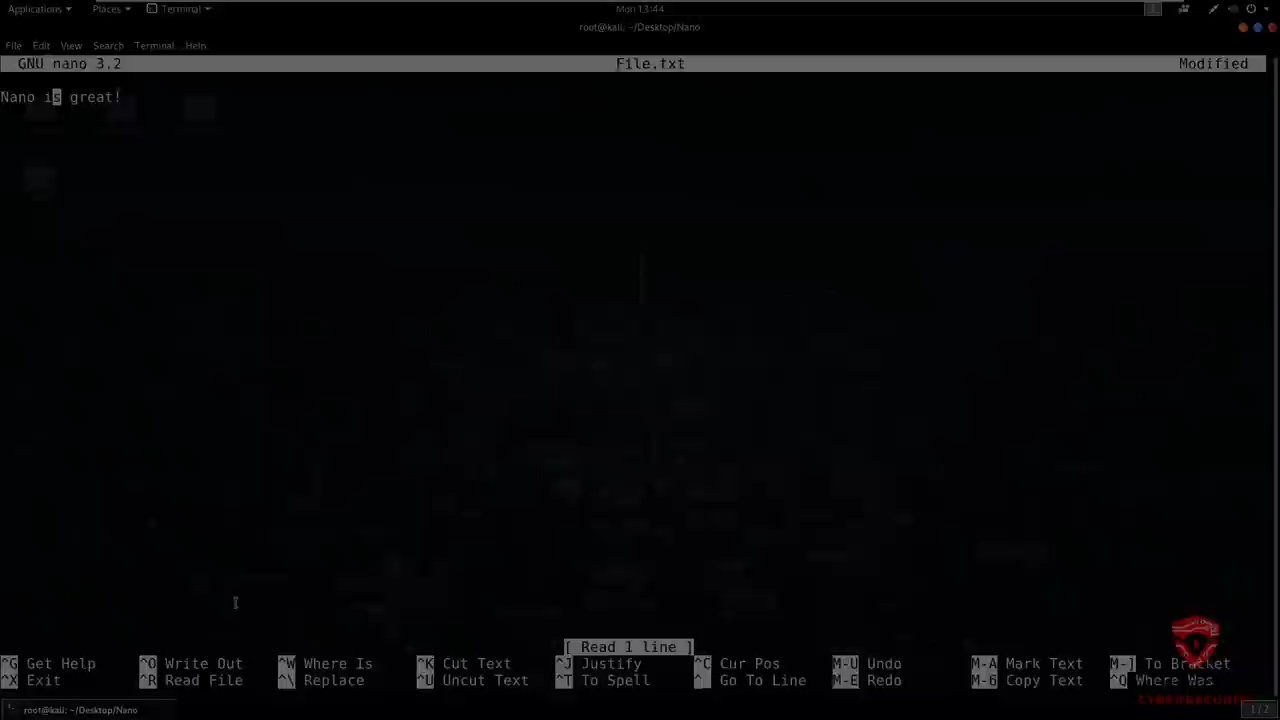 Applications Places Terminal Mon 13:44 1
root@kali: ~/Desktop/Nano
File Edit View Search Terminal Help
GNU nano 3.2 File.txt Modified
Nano is great!
[ Read 1 line ]
^G Get Help ^O Write Out ^W Where Is ^K Cut Text ^J Justify ^C Cur Pos M-U Undo M-A Mark Text M-] To Bracket
^X Exit ^R Read File ^\ Replace ^U Uncut Text ^T To Spell ^_ Go To Line M-E Redo M-6 Copy Text ^Q Where Was
CYBERSECURITY
root@kali: ~/Desktop/Nano 1/2